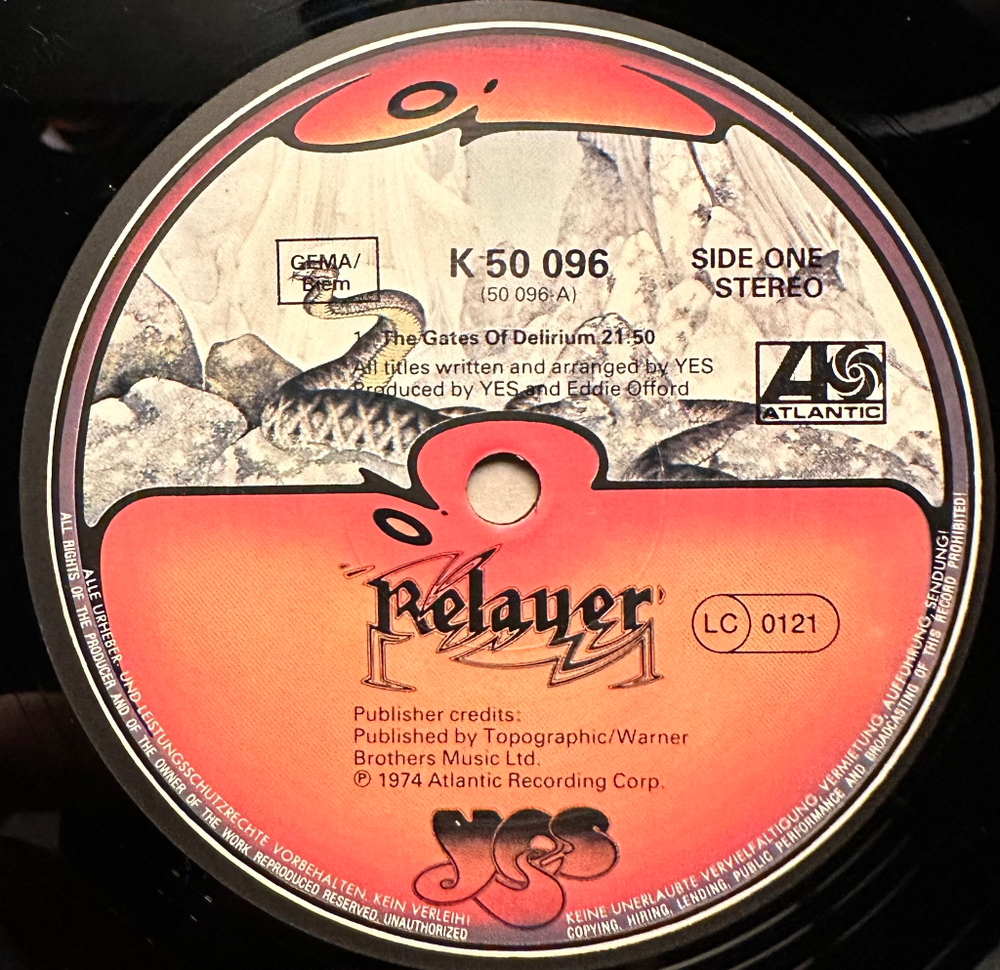 GEMA/
Biem
K 50 096
(50 096-A)
SIDE ONE
STEREO
1. The Gates Of Delirium 21:50
All titles written and arranged by YES
Produced by YES and Eddie Offord
ATLANTIC
Relayer
LC 0121
Publisher credits:
Published by Topographic/Warner
Brothers Music Ltd.
℗ 1974 Atlantic Recording Corp.
YES
ALLE URHEBER- UND LEISTUNGSSCHUTZRECHTE VORBEHALTEN. KEIN VERLEIH!
KEINE UNERLAUBTE VERVIELFÄLTIGUNG, VERMIETUNG, AUFFÜHRUNG, SENDUNG!
ALL RIGHTS OF THE PRODUCER AND OF THE OWNER OF THE WORK REPRODUCED RESERVED. UNAUTHORIZED
COPYING, HIRING, LENDING, PUBLIC PERFORMANCE AND BROADCASTING OF THIS RECORD PROHIBITED!